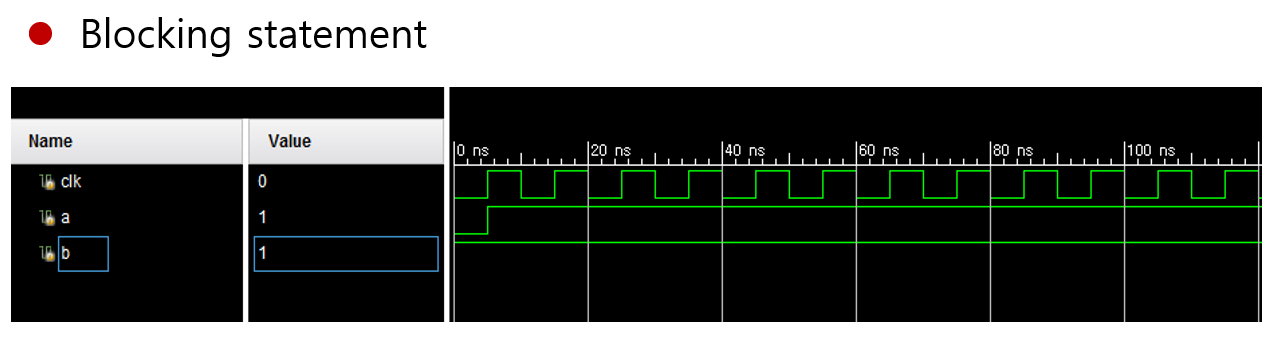 ● Blocking statement
Name Value
0 ns 20 ns 40 ns 60 ns 80 ns 100 ns
clk 0
a 1
b 1